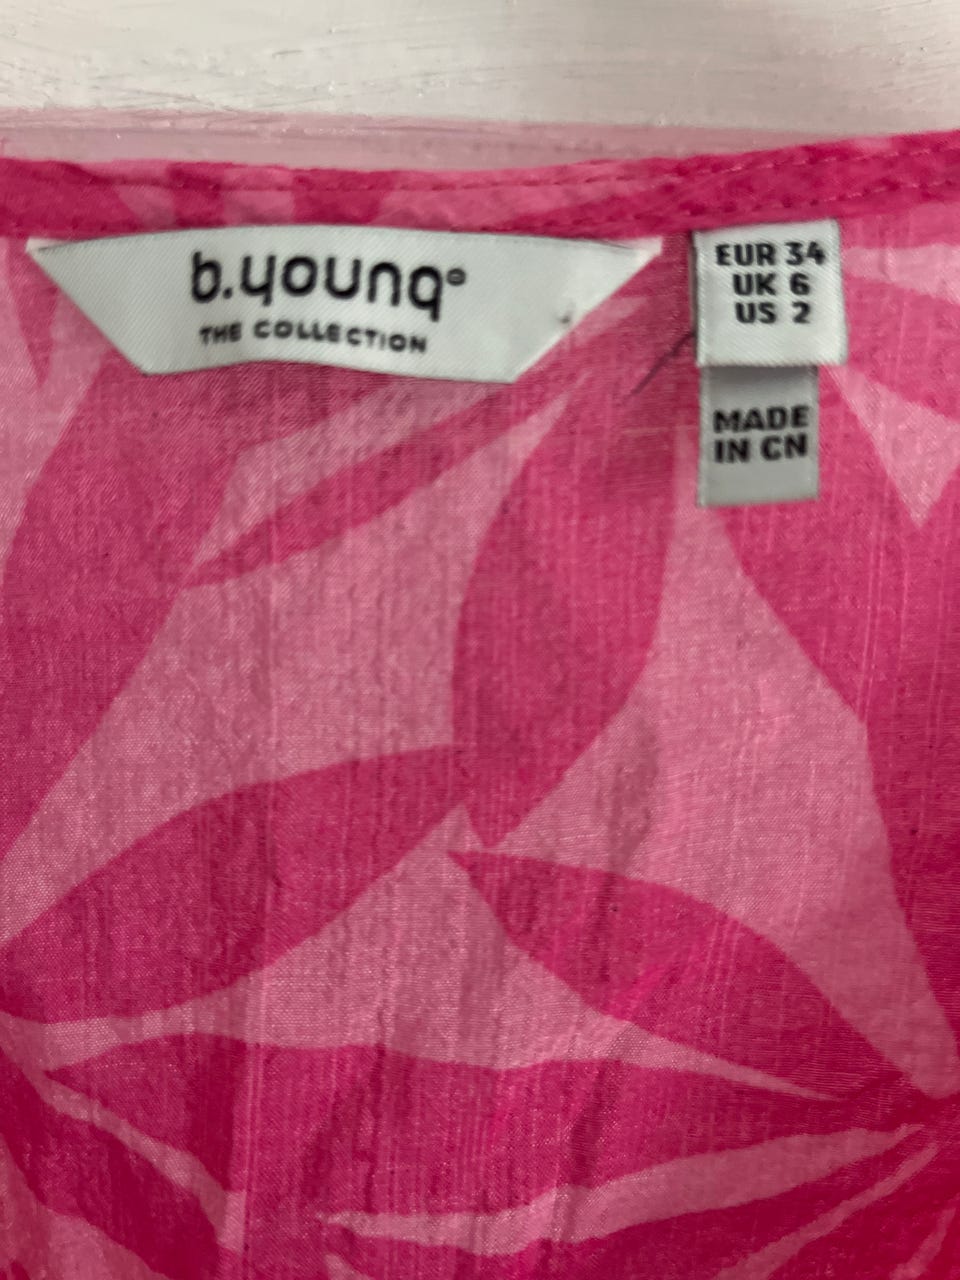 b.young®
THE COLLECTION
EUR 34
UK 6
US 2
MADE
IN CN